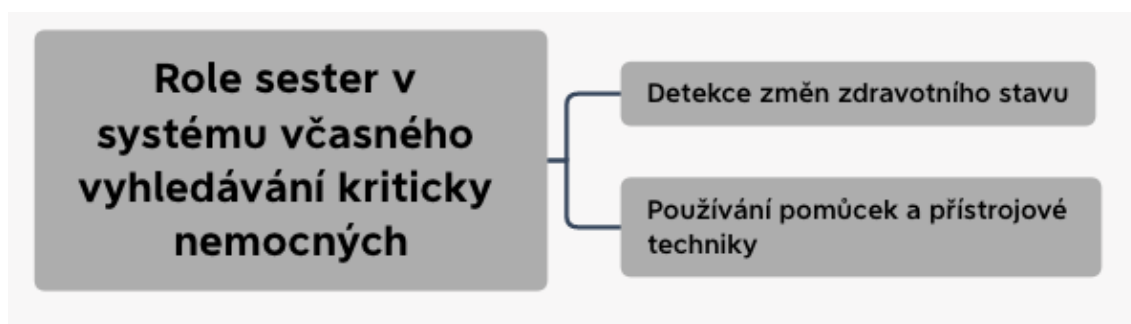 Role sester v
systému včasného
vyhledávání kriticky
nemocných
Detekce změn zdravotního stavu
Používání pomůcek a přístrojové
techniky